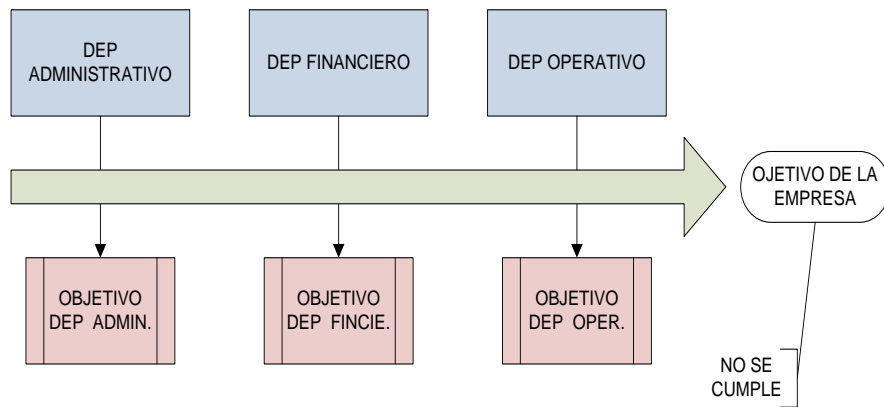 DEP
ADMINISTRATIVO
DEP FINANCIERO
DEP OPERATIVO
OJETIVO DE LA
EMPRESA
OBJETIVO
DEP ADMIN.
OBJETIVO
DEP FINCIE.
OBJETIVO
DEP OPER.
NO SE
CUMPLE